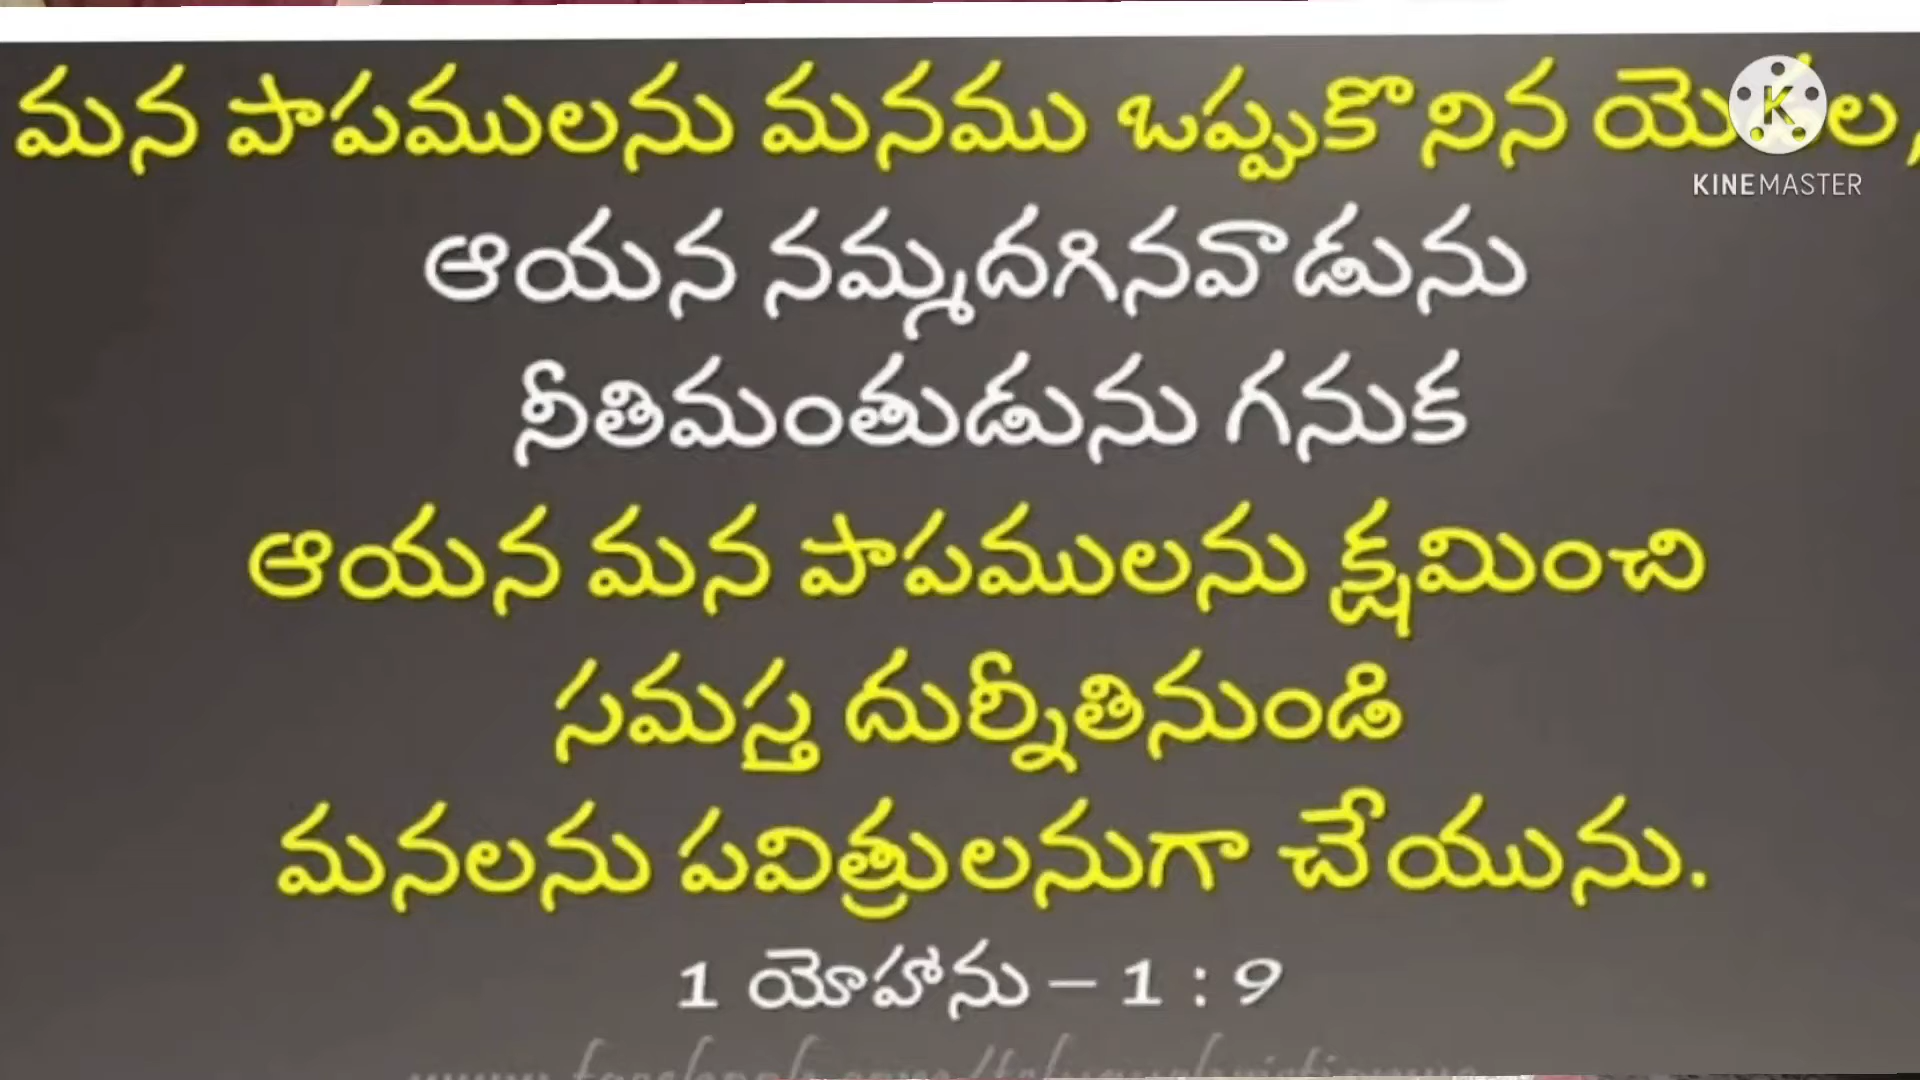 మన పాపములను మనము ఒప్పుకొనిన
KINEMASTER
ఆయన నమ్మదగినవాడును
నీతిమంతుడును గనుక
ఆయన మన పాపములను క్షమించి
సమస్త దుర్నీతినుండి
మనలను పవిత్రులనుగా చేయును.
1 యోహాను – 1 : 9